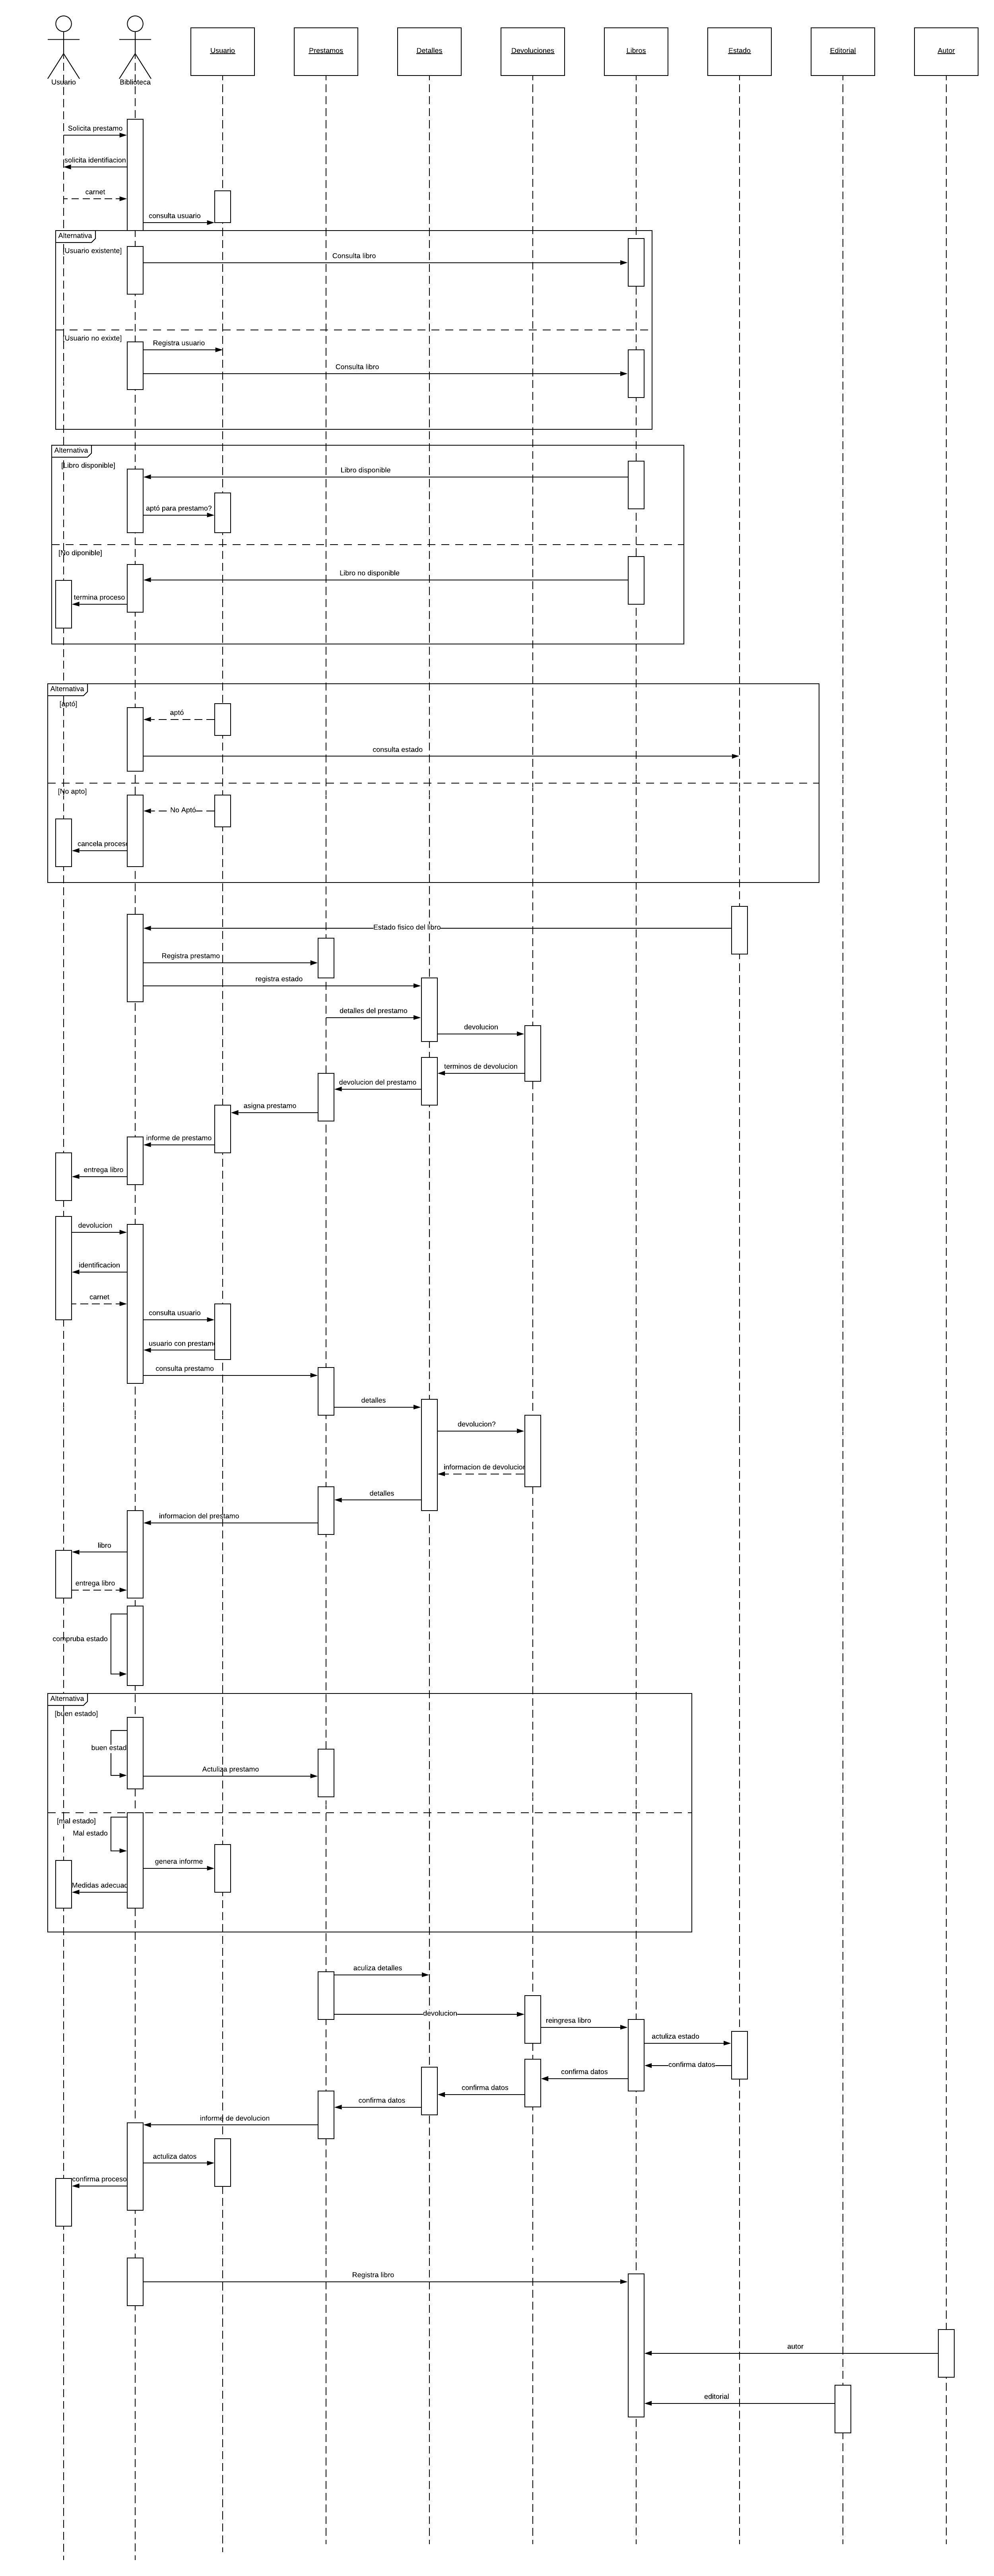 Usuario
Biblioteca
Usuario
Prestamos
Detalles
Devoluciones
Libros
Estado
Editorial
Autor
Solicita prestamo
solicita identifiacion
carnet
consulta usuario
Alternativa
[Usuario existente]
Consulta libro
[Usuario no exixte]
Registra usuario
Consulta libro
Alternativa
[Libro disponible]
Libro disponible
aptó para prestamo?
[No diponible]
Libro no disponible
termina proceso
Alternativa
[aptó]
aptó
consulta estado
[No apto]
No Aptó
cancela proceso
Estado fisico del libro
Registra prestamo
registra estado
detalles del prestamo
devolucion
terminos de devolucion
devolucion del prestamo
asigna prestamo
informe de prestamo
entrega libro
devolucion
identificacion
carnet
consulta usuario
usuario con prestamo
consulta prestamo
detalles
devolucion?
informacion de devolucion
detalles
informacion del prestamo
libro
entrega libro
compruba estado
Alternativa
[buen estado]
buen estad
Actuliza prestamo
[mal estado]
Mal estado
genera informe
Medidas adecuad
aculiza detalles
devolucion
reingresa libro
actuliza estado
confirma datos
confirma datos
confirma datos
confirma datos
informe de devolucion
actuliza datos
confirma proceso
Registra libro
autor
editorial